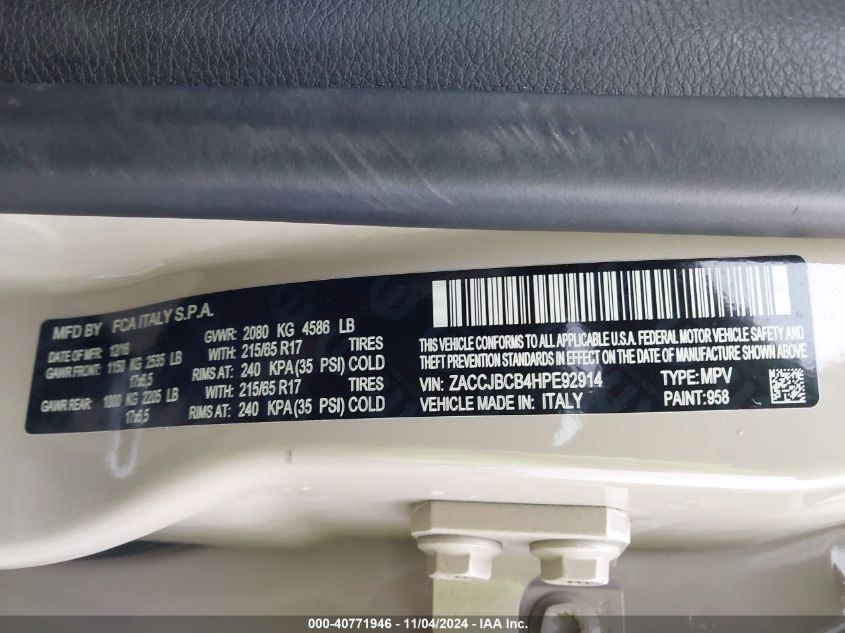 MFD BY FCA ITALY S.P.A.
DATE OF MFR: 12/16 GVWR: 2080 KG 4586 LB
GAWR FRONT: 1150 KG 2535 LB WITH: 215/65 R17 TIRES
17x6,5 RIMS AT: 240 KPA(35 PSI) COLD
GAWR REAR: 1000 KG 2205 LB WITH: 215/65 R17 TIRES
17x6,5 RIMS AT: 240 KPA(35 PSI) COLD
THIS VEHICLE CONFORMS TO ALL APPLICABLE U.S.A. FEDERAL MOTOR VEHICLE SAFETY AND
THEFT PREVENTION STANDARDS IN EFFECT ON THE DATE OF MANUFACTURE SHOWN ABOVE.
VIN: ZACCJBCB4HPE92914 TYPE: MPV
VEHICLE MADE IN: ITALY PAINT: 958
000-40771946 - 11/04/2024 - IAA Inc.